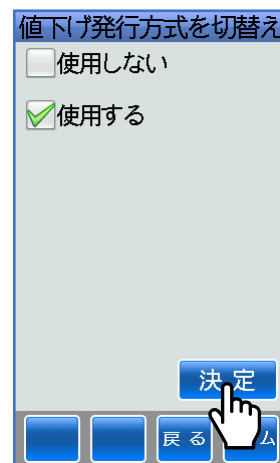 値下げ発行方式を切替え
使用しない
使用する
決定
戻る
ム